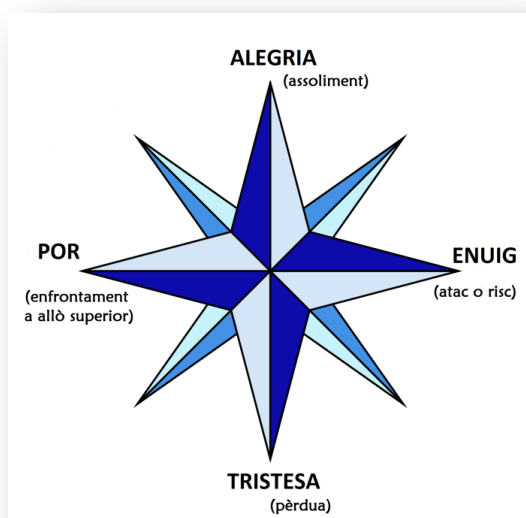 ALEGRIA
(assoliment)
POR
(enfrontament
a allò superior)
ENUIG
(atac o risc)
TRISTESA
(pèrdua)